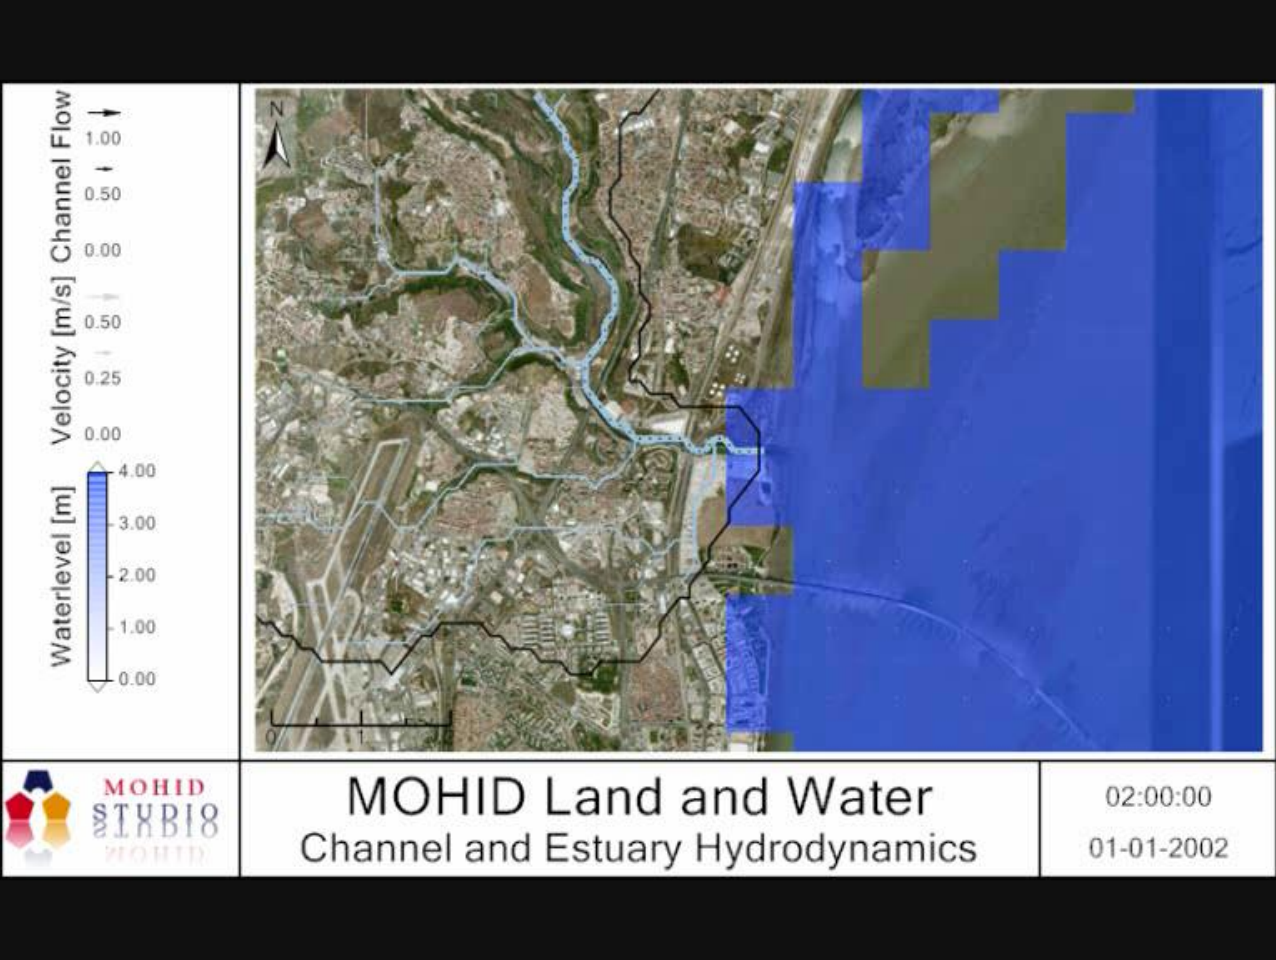 Channel Flow
1.00
0.50
0.00
Velocity [m/s]
0.50
0.25
0.00
Waterlevel [m]
4.00
3.00
2.00
1.00
0.00
N
0 1
MOHID
STUDIO
MOHID Land and Water
Channel and Estuary Hydrodynamics
02:00:00
01-01-2002